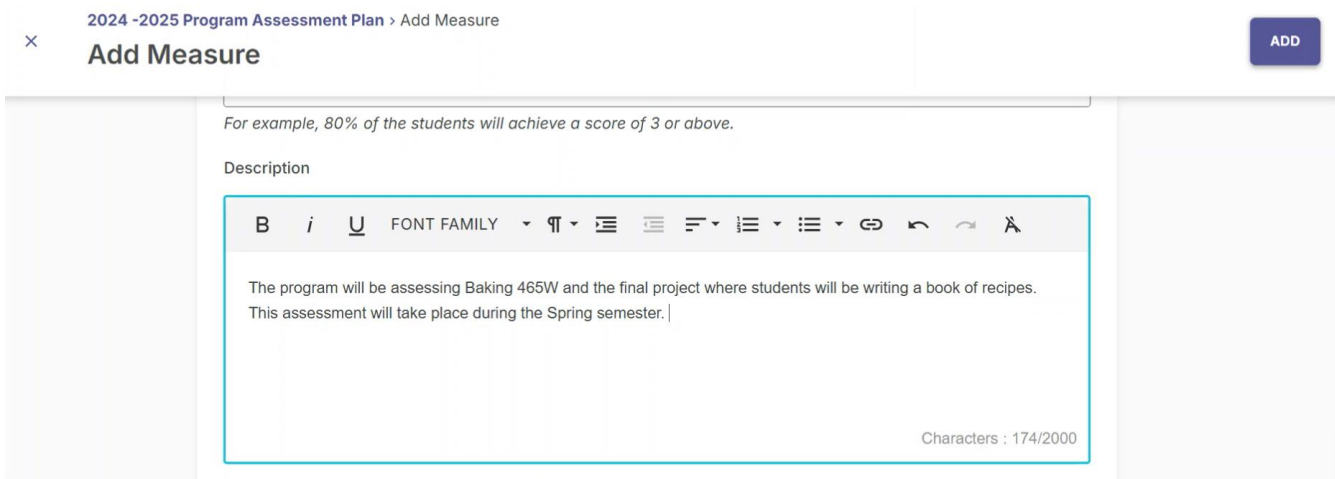 2024 -2025 Program Assessment Plan › Add Measure
Add Measure
ADD
For example, 80% of the students will achieve a score of 3 or above.
Description
B i U FONT FAMILY
The program will be assessing Baking 465W and the final project where students will be writing a book of recipes.
This assessment will take place during the Spring semester.
Characters : 174/2000